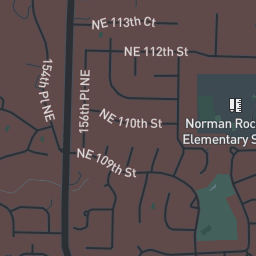 NE 113th Ct
NE 112th St
154th Pl NE
156th Pl NE
NE 110th St
Norman Roc
Elementary S
NE 109th St